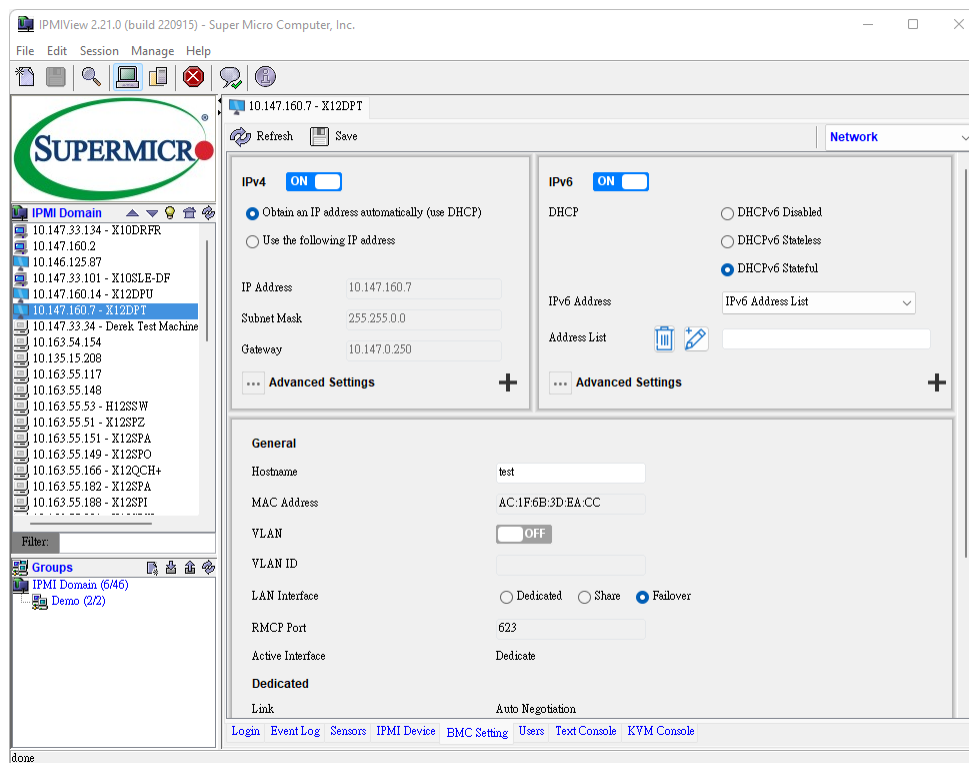 IPMIView 2.21.0 (build 220915) - Super Micro Computer, Inc.
File Edit Session Manage Help
SUPERMICR
®
10.147.160.7 - X12DPT
Refresh Save Network
IPMI Domain
10.147.33.134 - X10DRFR
10.147.160.2
10.146.125.87
10.147.33.101 - X10SLE-DF
10.147.160.14 - X12DPU
10.147.160.7 - X12DPT
10.147.33.34 - Derek Test Machine
10.163.54.154
10.135.15.208
10.163.55.117
10.163.55.148
10.163.55.53 - H12SSW
10.163.55.51 - X12SPZ
10.163.55.151 - X12SPA
10.163.55.149 - X12SPO
10.163.55.166 - X12QCH+
10.163.55.182 - X12SPA
10.163.55.188 - X12SPI
Filter:
Groups
IPMI Domain (6/46)
Demo (2/2)
IPv4 ON
Obtain an IP address automatically (use DHCP)
Use the following IP address
IP Address 10.147.160.7
Subnet Mask 255.255.0.0
Gateway 10.147.0.250
... Advanced Settings
IPv6 ON
DHCP DHCPv6 Disabled
DHCPv6 Stateless
DHCPv6 Stateful
IPv6 Address IPv6 Address List
Address List
... Advanced Settings
General
Hostname test
MAC Address AC:1F:6B:3D:EA:CC
VLAN OFF
VLAN ID
LAN Interface Dedicated Share Failover
RMCP Port 623
Active Interface Dedicate
Dedicated
Link Auto Negotiation
Login Event Log Sensors IPMI Device BMC Setting Users Text Console KVM Console
done